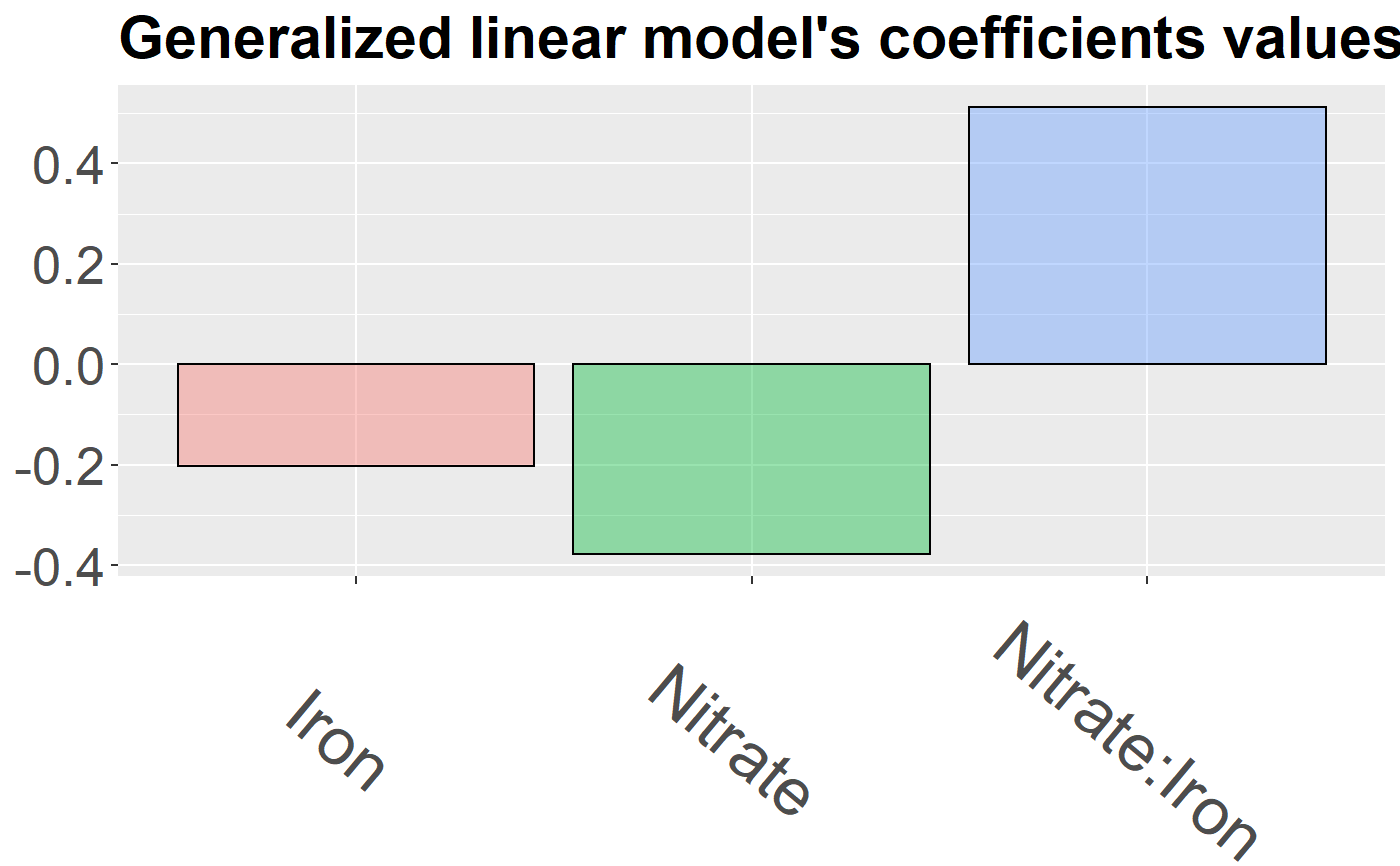 Generalized linear model's coefficients values
0.4
0.2
0.0
-0.2
-0.4
Iron
Nitrate
Nitrate:Iron